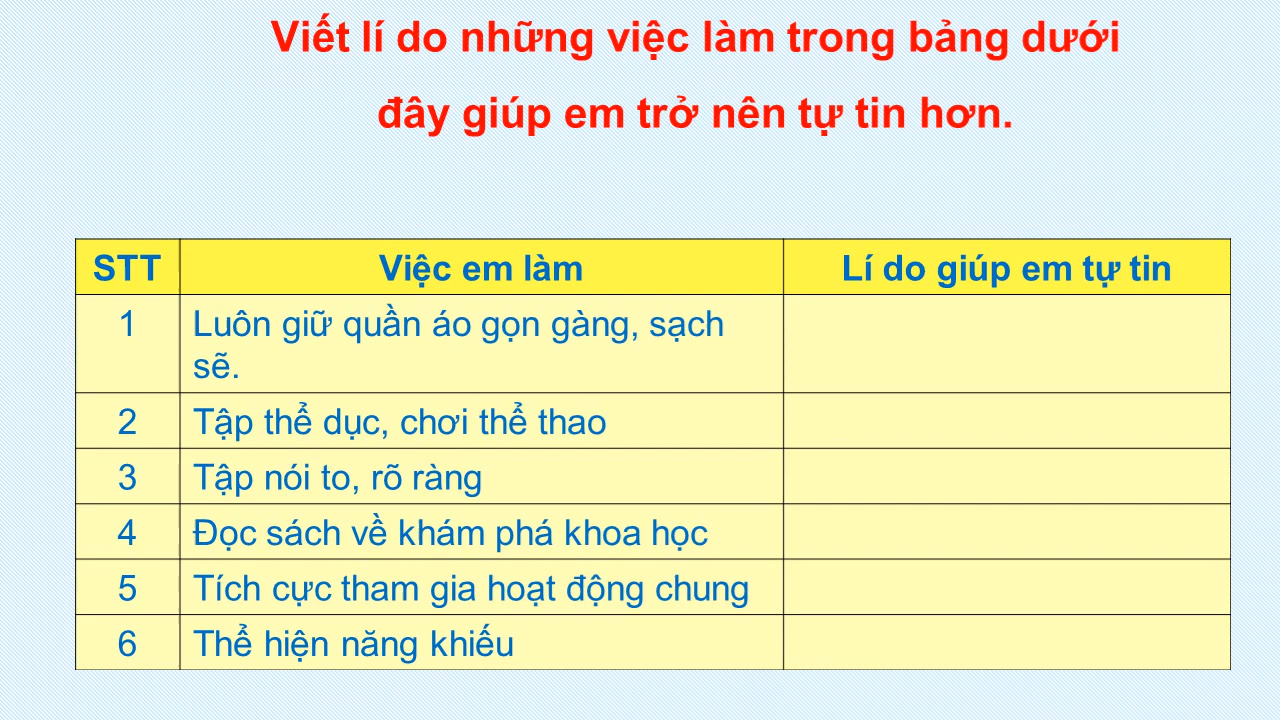 Viết lí do những việc làm trong bảng dưới
đây giúp em trở nên tự tin hơn.
STT Việc em làm Lí do giúp em tự tin
1 Luôn giữ quần áo gọn gàng, sạch
sẽ.
2 Tập thể dục, chơi thể thao
3 Tập nói to, rõ ràng
4 Đọc sách về khám phá khoa học
5 Tích cực tham gia hoạt động chung
6 Thể hiện năng khiếu